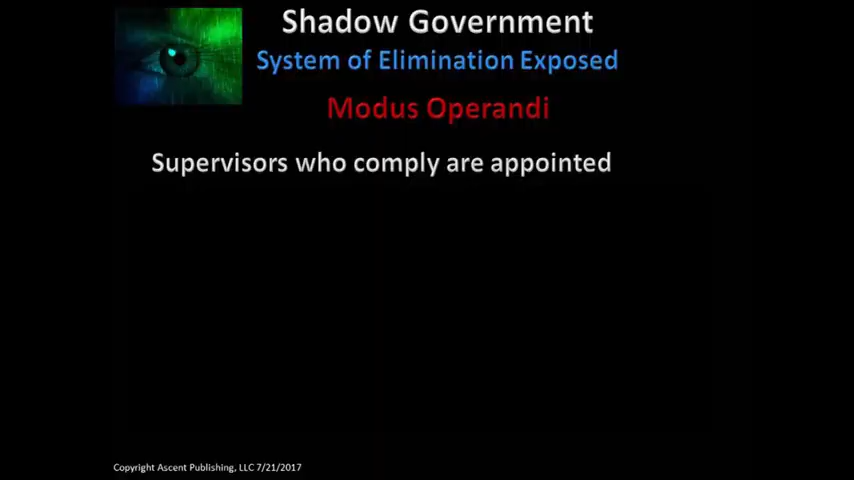 Shadow Government
System of Elimination Exposed
Modus Operandi
Supervisors who comply are appointed
Copyright Ascent Publishing, LLC 7/21/2017